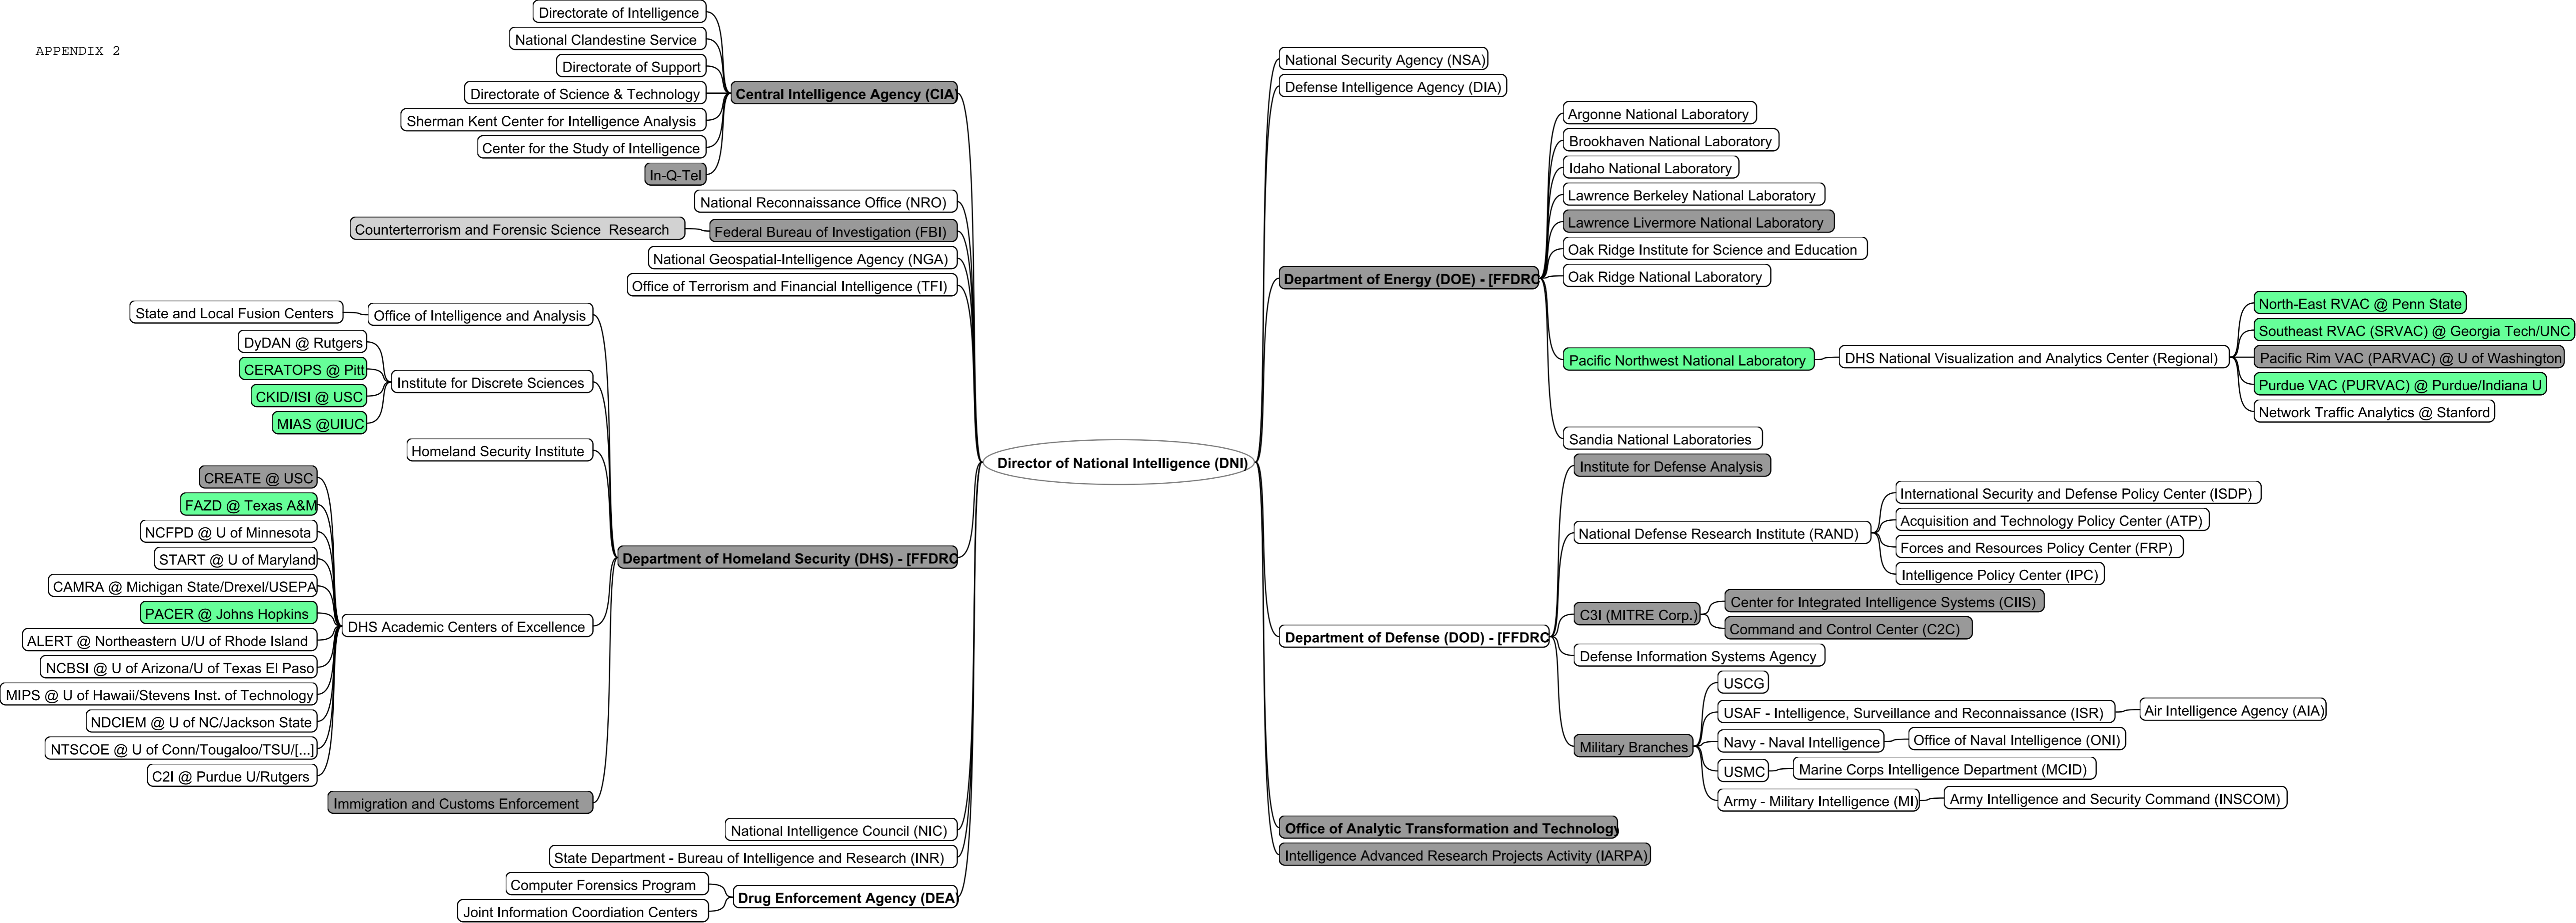 APPENDIX 2
Directorate of Intelligence
National Clandestine Service
Directorate of Support
Directorate of Science & Technology
Sherman Kent Center for Intelligence Analysis
Center for the Study of Intelligence
In-Q-Tel
Central Intelligence Agency (CIA)
National Reconnaissance Office (NRO)
Counterterrorism and Forensic Science  Research
Federal Bureau of Investigation (FBI)
National Geospatial-Intelligence Agency (NGA)
Office of Terrorism and Financial Intelligence (TFI)
State and Local Fusion Centers
Office of Intelligence and Analysis
DyDAN @ Rutgers
CERATOPS @ Pitt
CKID/ISI @ USC
MIAS @UIUC
Institute for Discrete Sciences
Homeland Security Institute
CREATE @ USC
FAZD @ Texas A&M
NCFPD @ U of Minnesota
START @ U of Maryland
CAMRA @ Michigan State/Drexel/USEPA
PACER @ Johns Hopkins
ALERT @ Northeastern U/U of Rhode Island
NCBSI @ U of Arizona/U of Texas El Paso
MIPS @ U of Hawaii/Stevens Inst. of Technology
NDCIEM @ U of NC/Jackson State
NTSCOE @ U of Conn/Tougaloo/TSU/[...]
C2I @ Purdue U/Rutgers
DHS Academic Centers of Excellence
Immigration and Customs Enforcement
Department of Homeland Security (DHS) - [FFDRC
National Intelligence Council (NIC)
State Department - Bureau of Intelligence and Research (INR)
Computer Forensics Program
Joint Information Coordiation Centers
Drug Enforcement Agency (DEA)
Director of National Intelligence (DNI)
National Security Agency (NSA)
Defense Intelligence Agency (DIA)
Department of Energy (DOE) - [FFDRC
Argonne National Laboratory
Brookhaven National Laboratory
Idaho National Laboratory
Lawrence Berkeley National Laboratory
Lawrence Livermore National Laboratory
Oak Ridge Institute for Science and Education
Oak Ridge National Laboratory
Pacific Northwest National Laboratory
DHS National Visualization and Analytics Center (Regional)
North-East RVAC @ Penn State
Southeast RVAC (SRVAC) @ Georgia Tech/UNC
Pacific Rim VAC (PARVAC) @ U of Washington
Purdue VAC (PURVAC) @ Purdue/Indiana U
Network Traffic Analytics @ Stanford
Sandia National Laboratories
Department of Defense (DOD) - [FFDRC
Institute for Defense Analysis
National Defense Research Institute (RAND)
International Security and Defense Policy Center (ISDP)
Acquisition and Technology Policy Center (ATP)
Forces and Resources Policy Center (FRP)
Intelligence Policy Center (IPC)
C3I (MITRE Corp.)
Center for Integrated Intelligence Systems (CIIS)
Command and Control Center (C2C)
Defense Information Systems Agency
Military Branches
USCG
USAF - Intelligence, Surveillance and Reconnaissance (ISR)
Air Intelligence Agency (AIA)
Navy - Naval Intelligence
Office of Naval Intelligence (ONI)
USMC
Marine Corps Intelligence Department (MCID)
Army - Military Intelligence (MI)
Army Intelligence and Security Command (INSCOM)
Office of Analytic Transformation and Technology
Intelligence Advanced Research Projects Activity (IARPA)